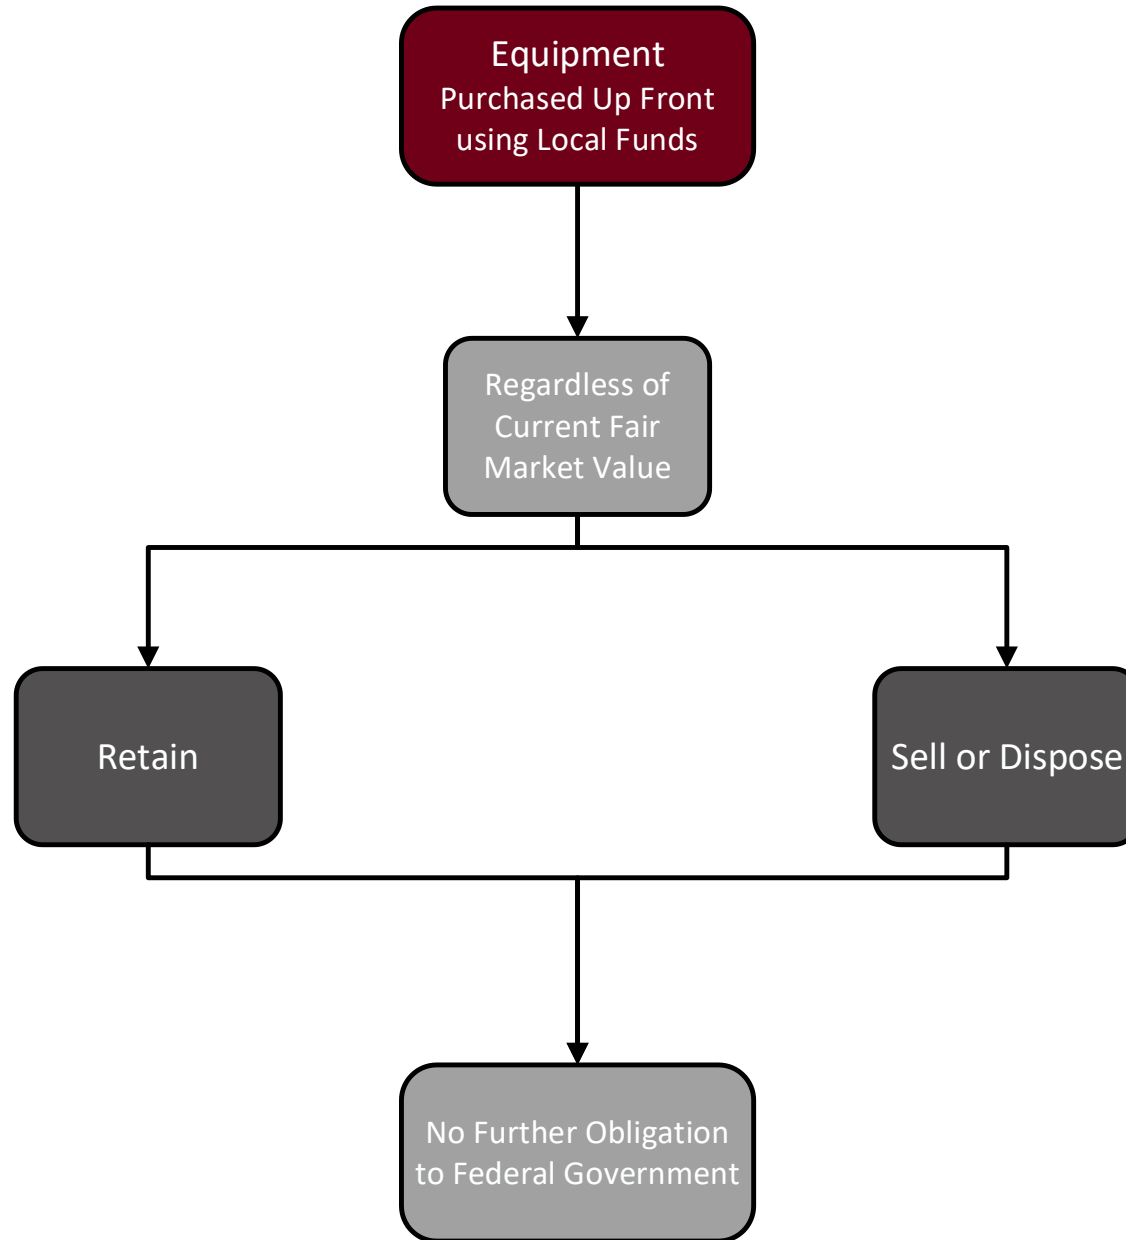 Equipment
Purchased Up Front
using Local Funds
Regardless of
Current Fair
Market Value
Retain
Sell or Dispose
No Further Obligation
to Federal Government